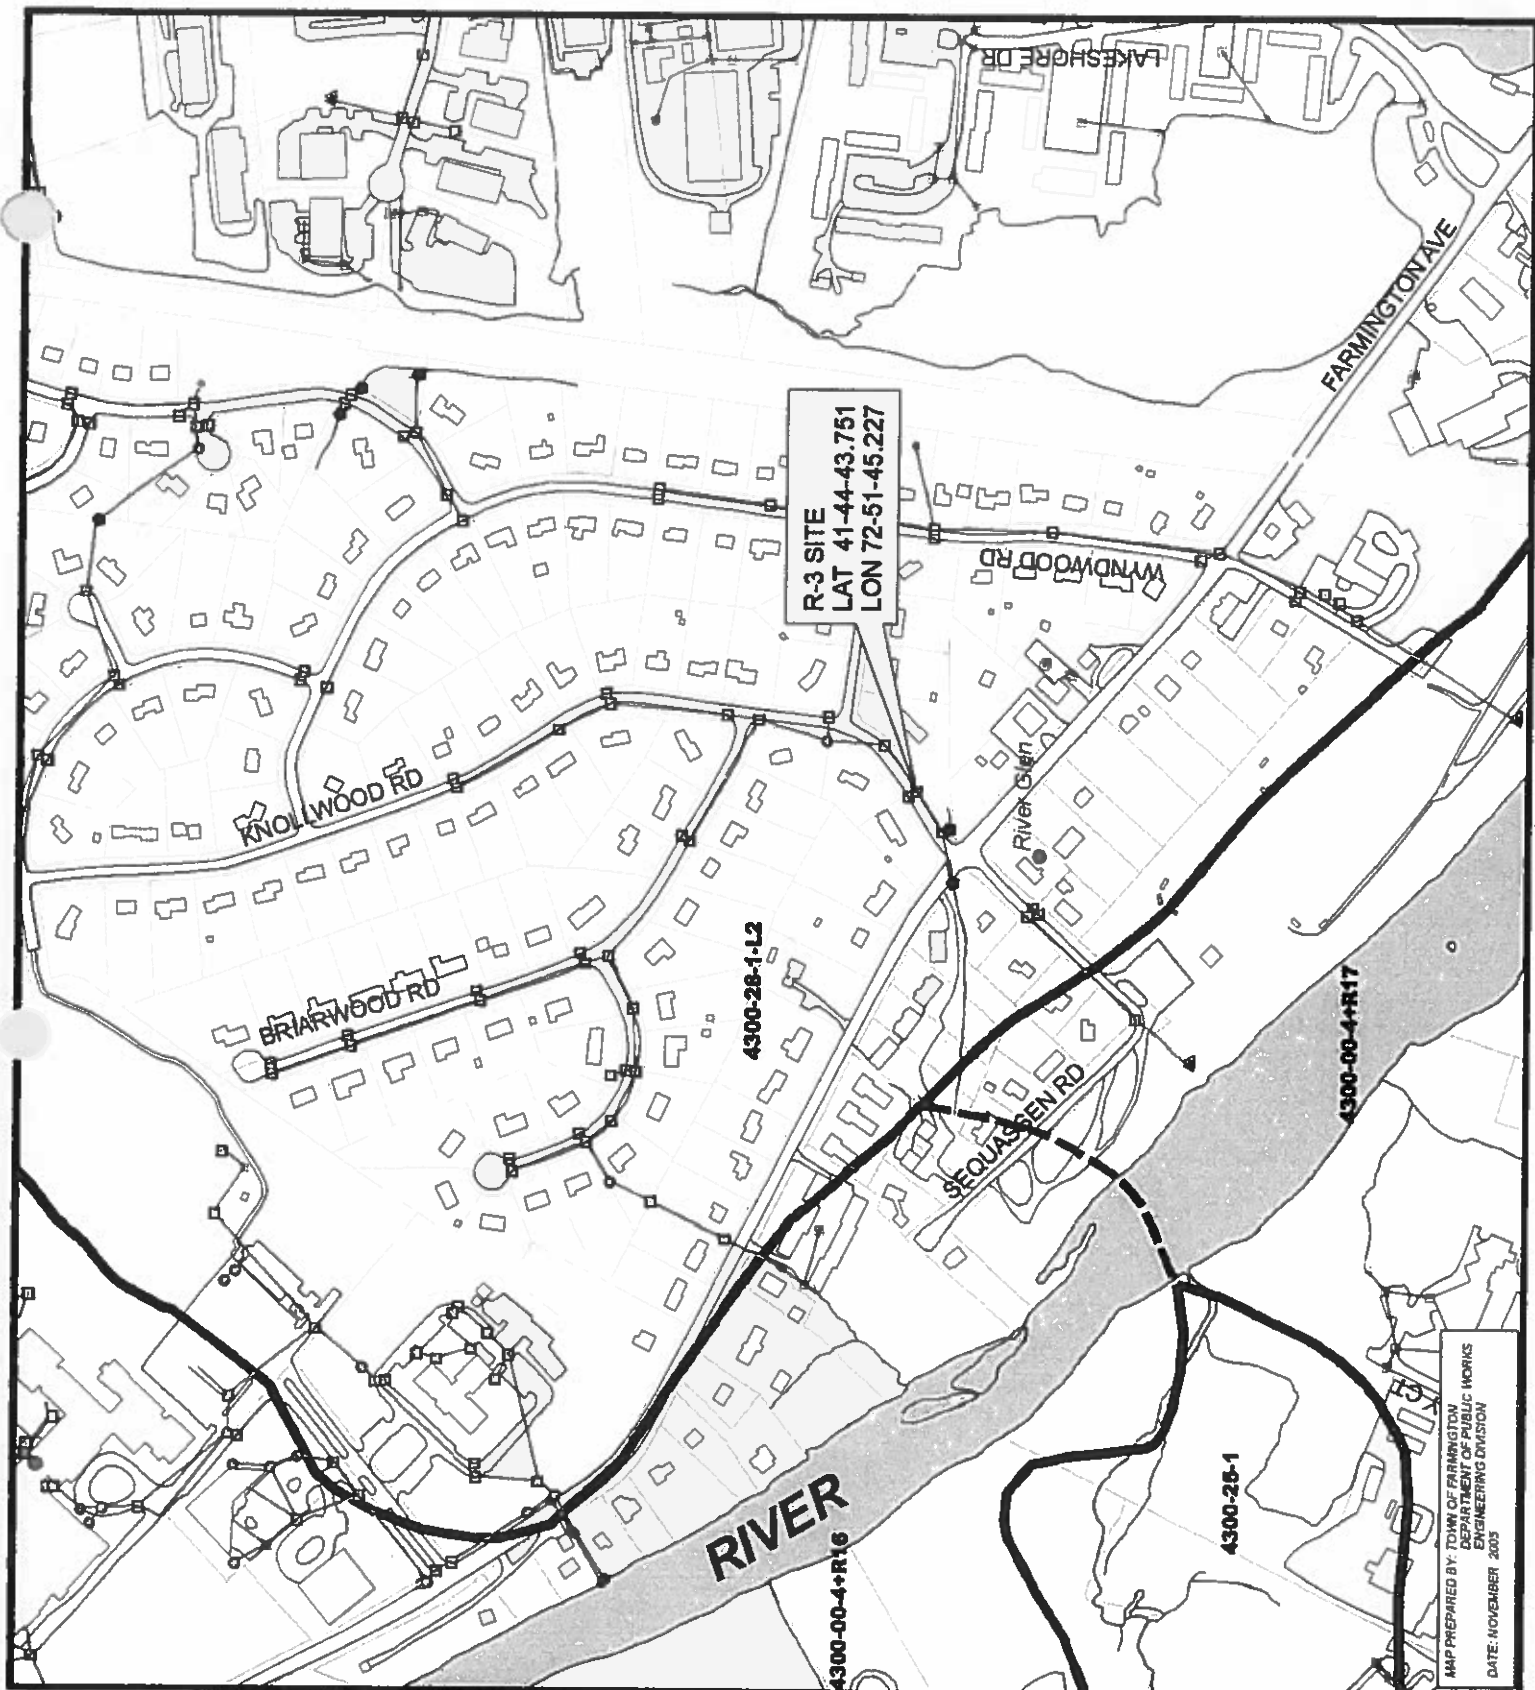 LAKESHORE DR
FARMINGTON AVE
R-3 SITE
LAT 41-44-43.751
LON 72-51-45.227
WYNDWOOD RD
KNOLLWOOD RD
River Glen
BRIARWOOD RD
4300-28-1-L2
SEQUASSEN RD
4300-00-4+R17
RIVER
4300-00-4+R16
4300-25-1
CT
MAP PREPARED BY: TOWN OF FARMINGTON
DEPARTMENT OF PUBLIC WORKS
ENGINEERING DIVISION
DATE: NOVEMBER 2005